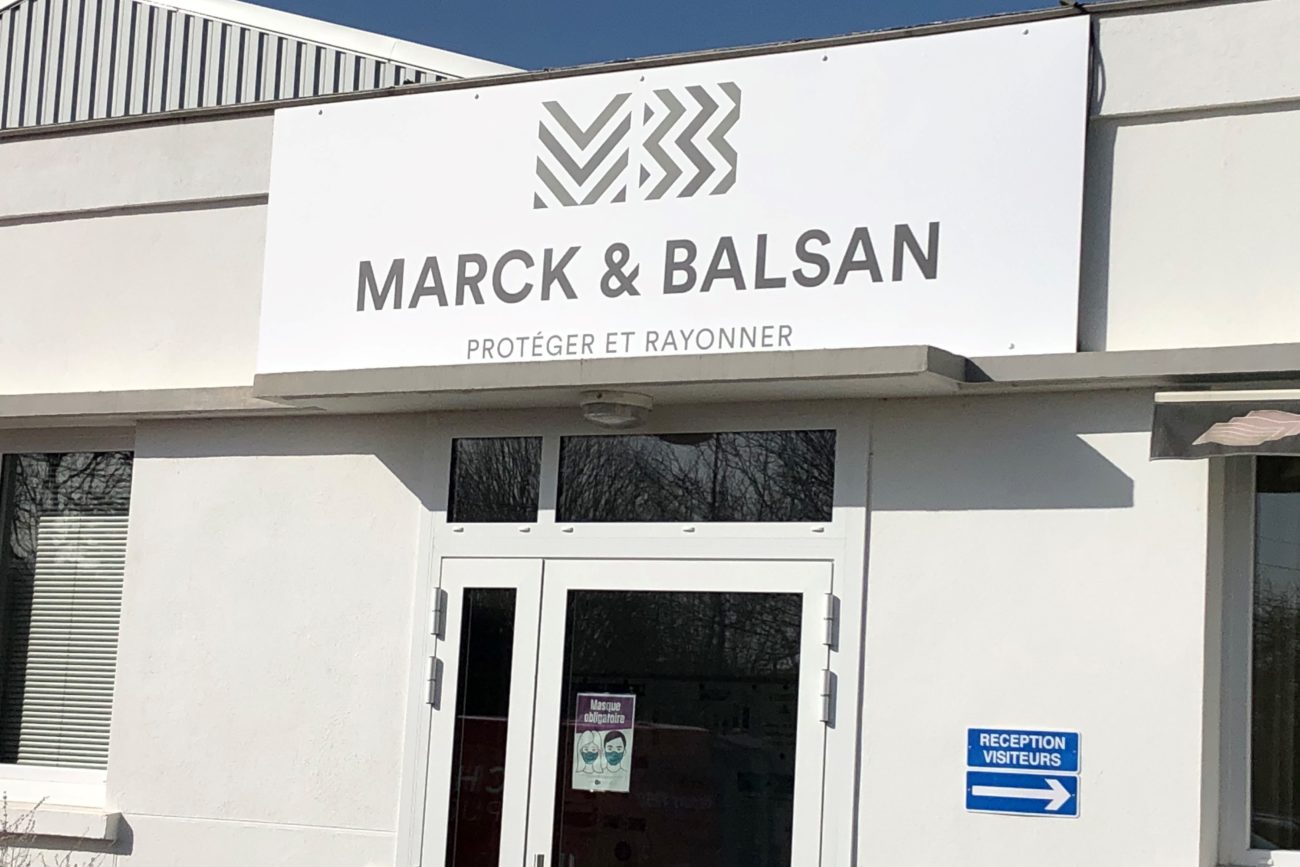 MARCK & BALSAN
PROTÉGER ET RAYONNER
Masque
obligatoire
RECEPTION
VISITEURS